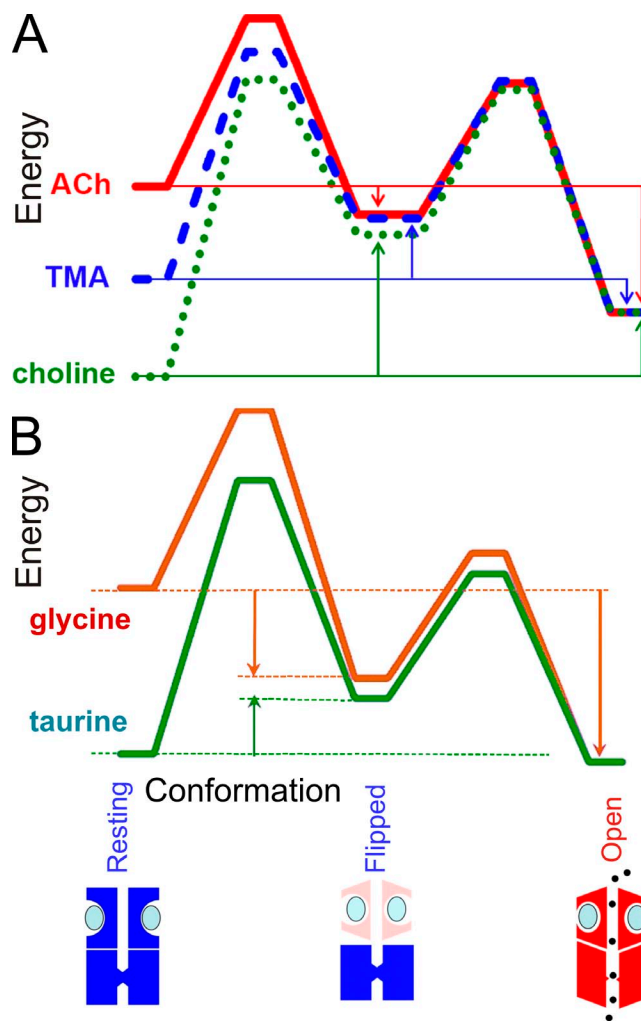 A
Energy
ACh
TMA
choline
B
Energy
glycine
taurine
Conformation
Resting
Flipped
Open